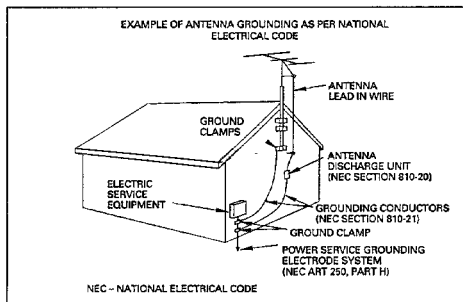 EXAMPLE OF ANTENNA GROUNDING AS PER NATIONAL
ELECTRICAL CODE
ANTENNA
LEAD IN WIRE
GROUND
CLAMPS
ANTENNA
DISCHARGE UNIT
(NEC SECTION 810-20)
ELECTRIC
SERVICE
EQUIPMENT
GROUNDING CONDUCTORS
(NEC SECTION 810-21)
GROUND CLAMP
POWER SERVICE GROUNDING
ELECTRODE SYSTEM
(NEC ART 250, PART H)
NEC – NATIONAL ELECTRICAL CODE